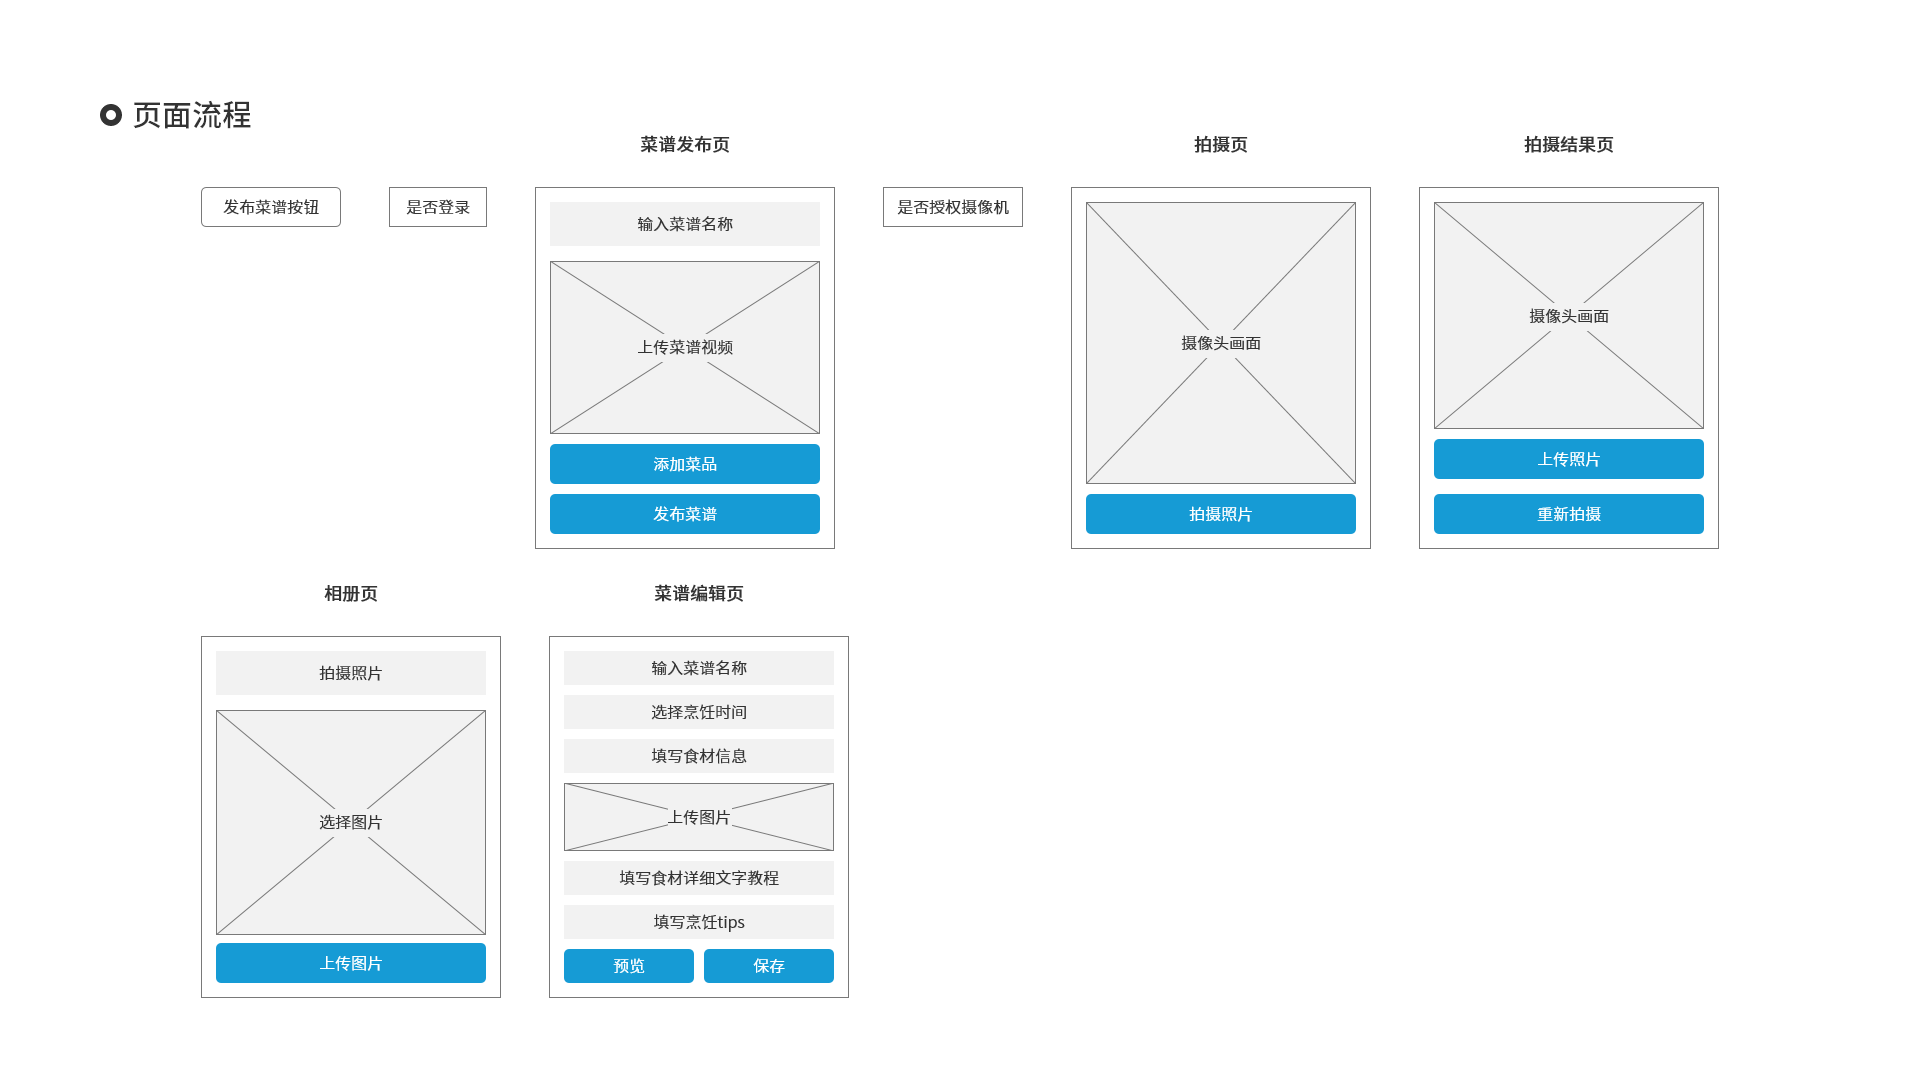 页面流程
菜谱发布页
拍摄页
拍摄结果页
发布菜谱按钮
是否登录
输入菜谱名称
上传菜谱视频
添加菜品
发布菜谱
是否授权摄像机
摄像头画面
拍摄照片
摄像头画面
上传照片
重新拍摄
相册页
菜谱编辑页
拍摄照片
选择图片
上传图片
输入菜谱名称
选择烹饪时间
填写食材信息
上传图片
填写食材详细文字教程
填写烹饪tips
预览
保存